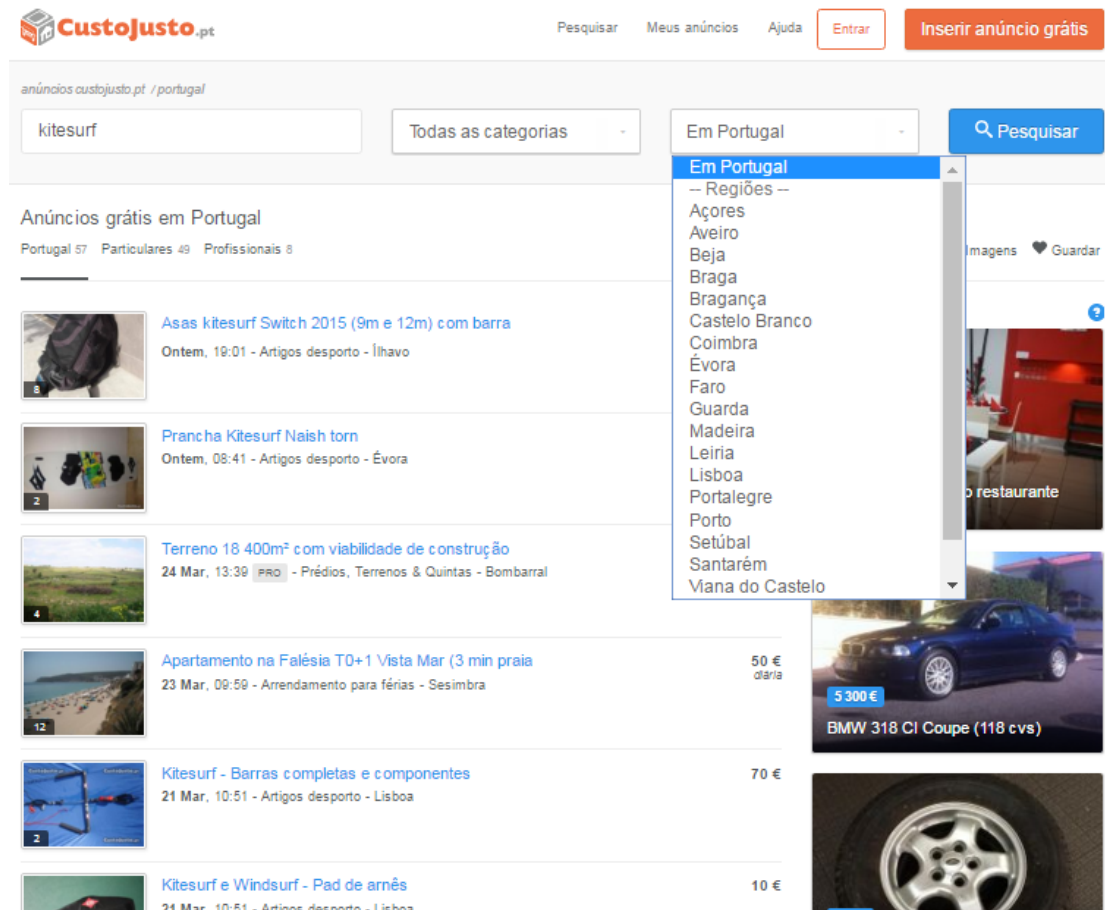 CustoJusto.pt
Pesquisar
Meus anúncios
Ajuda
Entrar
Inserir anúncio grátis
anúncios custojusto.pt / portugal
kitesurf
Todas as categorias
Em Portugal
Pesquisar
Em Portugal
-- Regiões --
Açores
Aveiro
Beja
Braga
Bragança
Castelo Branco
Coimbra
Évora
Faro
Guarda
Madeira
Leiria
Lisboa
Portalegre
Porto
Setúbal
Santarém
Viana do Castelo
Anúncios grátis em Portugal
Portugal 57 Particulares 49 Profissionais 8
Imagens
Guardar
?
Asas kitesurf Switch 2015 (9m e 12m) com barra
Ontem, 19:01 - Artigos desporto - Ílhavo
8
Prancha Kitesurf Naish torn
Ontem, 08:41 - Artigos desporto - Évora
2
Terreno 18 400m² com viabilidade de construção
24 Mar, 13:39 PRO - Prédios, Terrenos & Quintas - Bombarral
4
Apartamento na Falésia T0+1 Vista Mar (3 min praia
50 €
23 Mar, 09:59 - Arrendamento para férias - Sesimbra
diária
12
Kitesurf - Barras completas e componentes
70 €
21 Mar, 10:51 - Artigos desporto - Lisboa
2
Kitesurf e Windsurf - Pad de arnês
10 €
21 Mar, 10:51 - Artigos desporto - Lisboa
restaurante
5 300 €
BMW 318 CI Coupe (118 cvs)